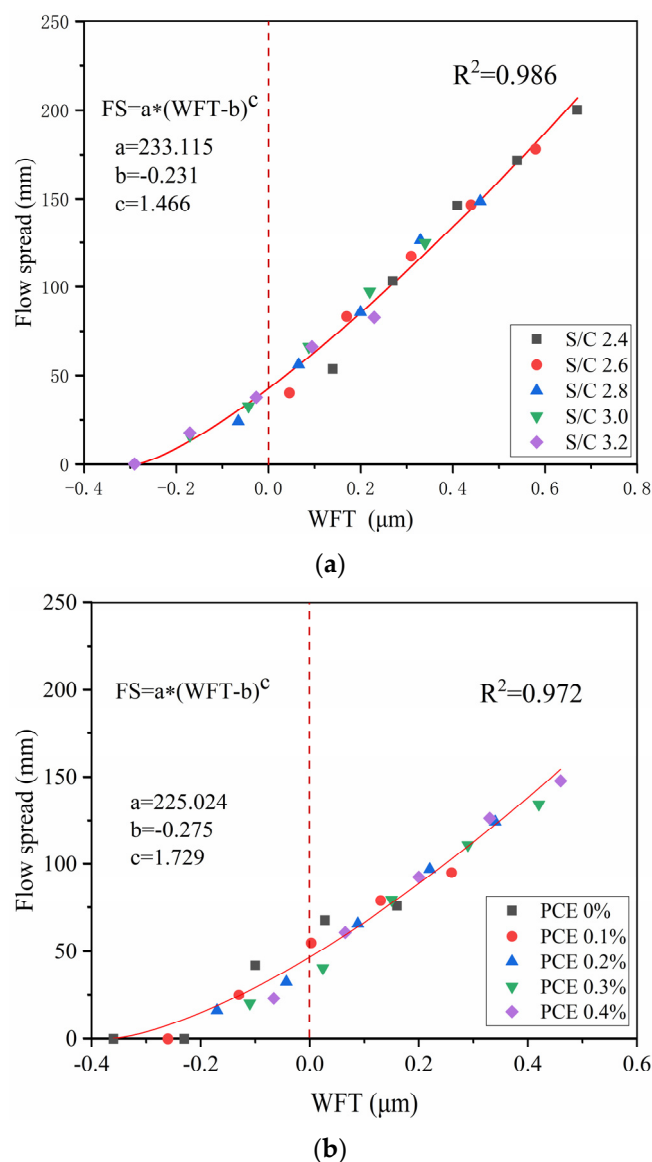 250
200
150
100
50
0
Flow spread (mm)
FS=a*(WFT-b)^c
a=233.115
b=-0.231
c=1.466
R²=0.986
S/C 2.4
S/C 2.6
S/C 2.8
S/C 3.0
S/C 3.2
-0.4 -0.2 0.0 0.2 0.4 0.6 0.8
WFT (μm)
(a)
250
200
150
100
50
0
Flow spread (mm)
FS=a*(WFT-b)^c
a=225.024
b=-0.275
c=1.729
R²=0.972
PCE 0%
PCE 0.1%
PCE 0.2%
PCE 0.3%
PCE 0.4%
-0.4 -0.2 0.0 0.2 0.4 0.6
WFT (μm)
(b)